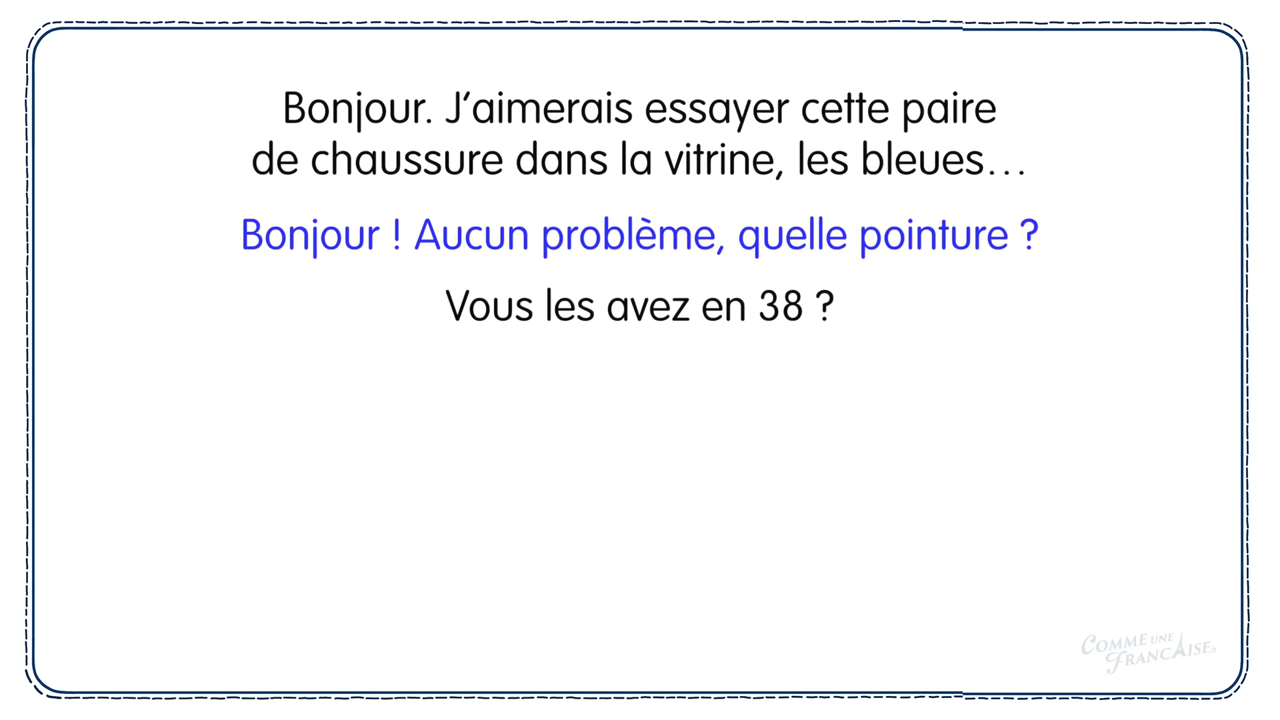 Bonjour. J’aimerais essayer cette paire
de chaussure dans la vitrine, les bleues…
Bonjour ! Aucun problème, quelle pointure ?
Vous les avez en 38 ?
COMME UNE
FRANÇAISE